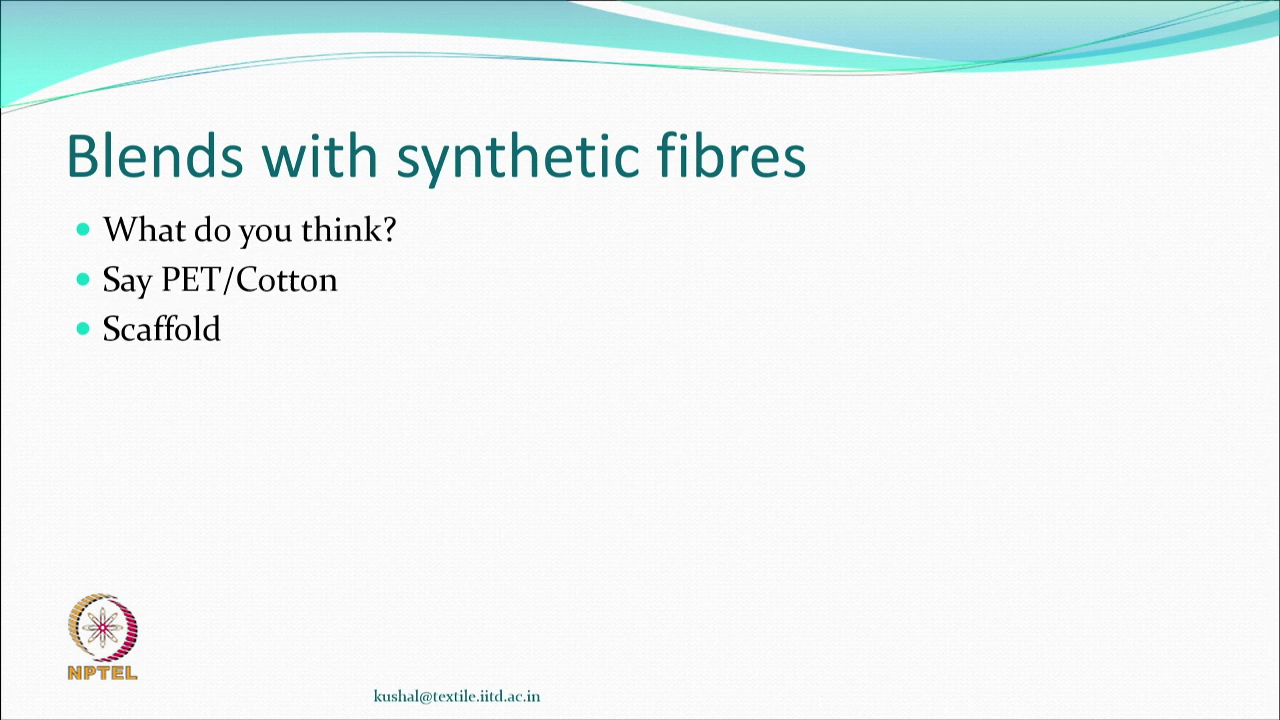 Blends with synthetic fibres
What do you think?
Say PET/Cotton
Scaffold
NPTEL
kushal@textile.iitd.ac.in